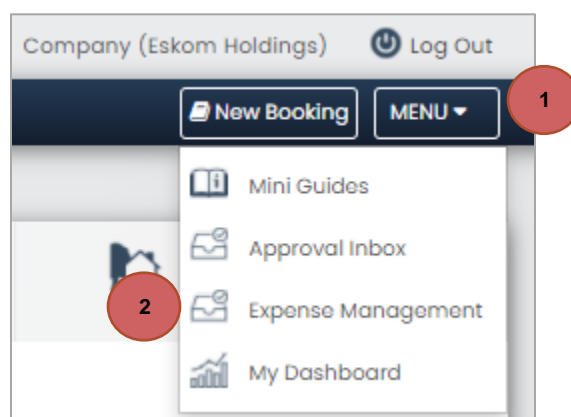 Company (Eskom Holdings) Log Out
New Booking MENU
1
Mini Guides
Approval Inbox
2
Expense Management
My Dashboard